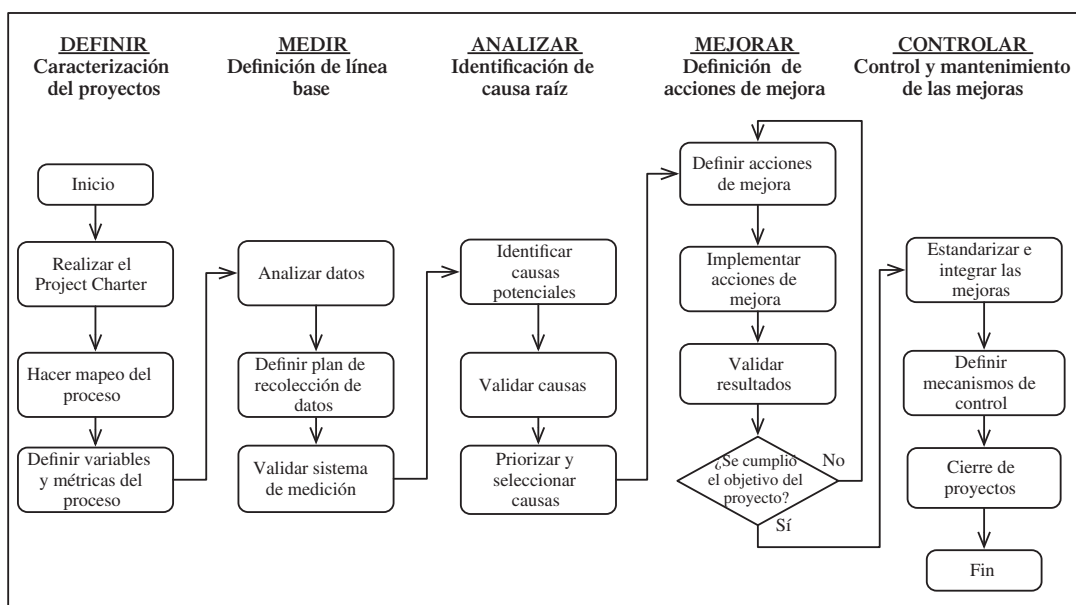 DEFINIR
Caracterización
del proyectos
MEDIR
Definición de línea
base
ANALIZAR
Identificación de
causa raíz
MEJORAR
Definición de
acciones de mejora
CONTROLAR
Control y mantenimiento
de las mejoras
Inicio
Realizar el
Project Charter
Hacer mapeo del
proceso
Definir variables
y métricas del
proceso
Analizar datos
Definir plan de
recolección de
datos
Validar sistema
de medición
Identificar
causas
potenciales
Validar causas
Priorizar y
seleccionar
causas
Definir acciones
de mejora
Implementar
acciones de
mejora
Validar
resultados
¿Se cumplió
el objetivo del
proyecto?
No
Sí
Estandarizar e
integrar las
mejoras
Definir
mecanismos de
control
Cierre de
proyectos
Fin